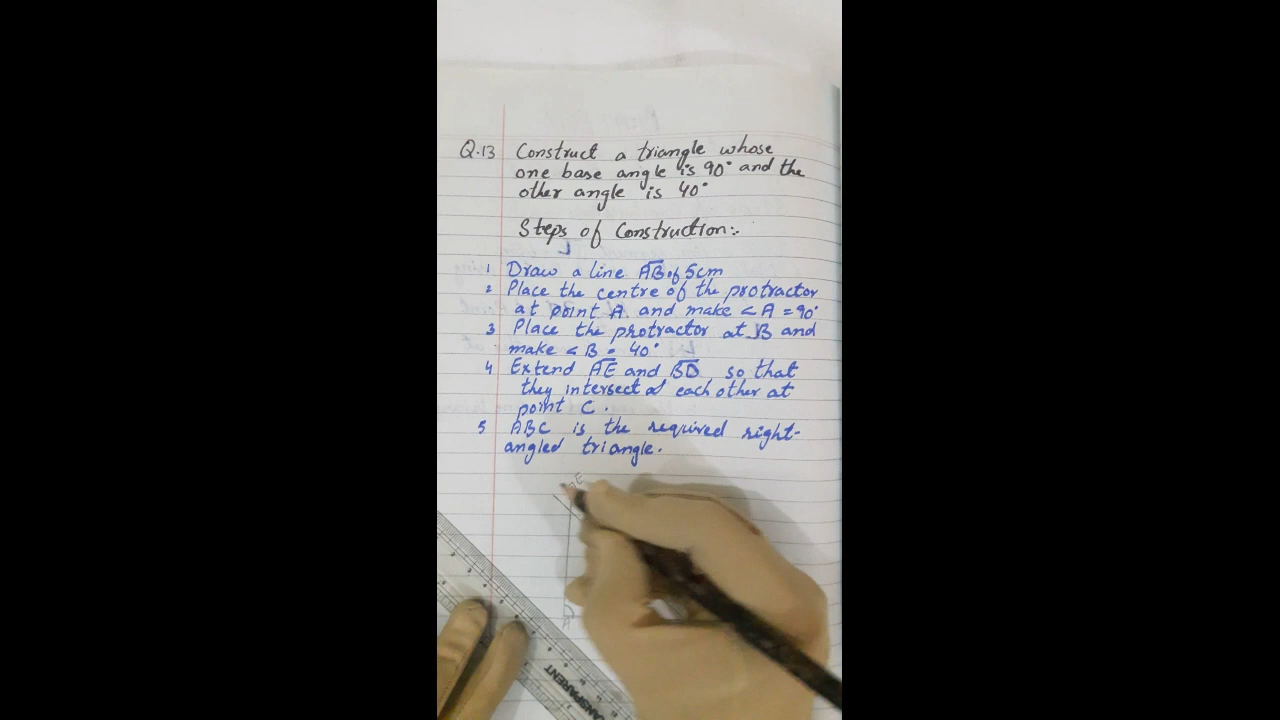 Q.13 Construct a triangle whose
one base angle is 90° and the
other angle is 40°
Steps of Construction:-
1 Draw a line AB of 5cm
2 Place the centre of the protractor
at point A. and make <A = 90°
3 Place the protractor at B and
make <B = 40°
4 Extend AE and BD so that
they intersect at each other at
point C.
5 ABC is the required right-
angled triangle.
E
A